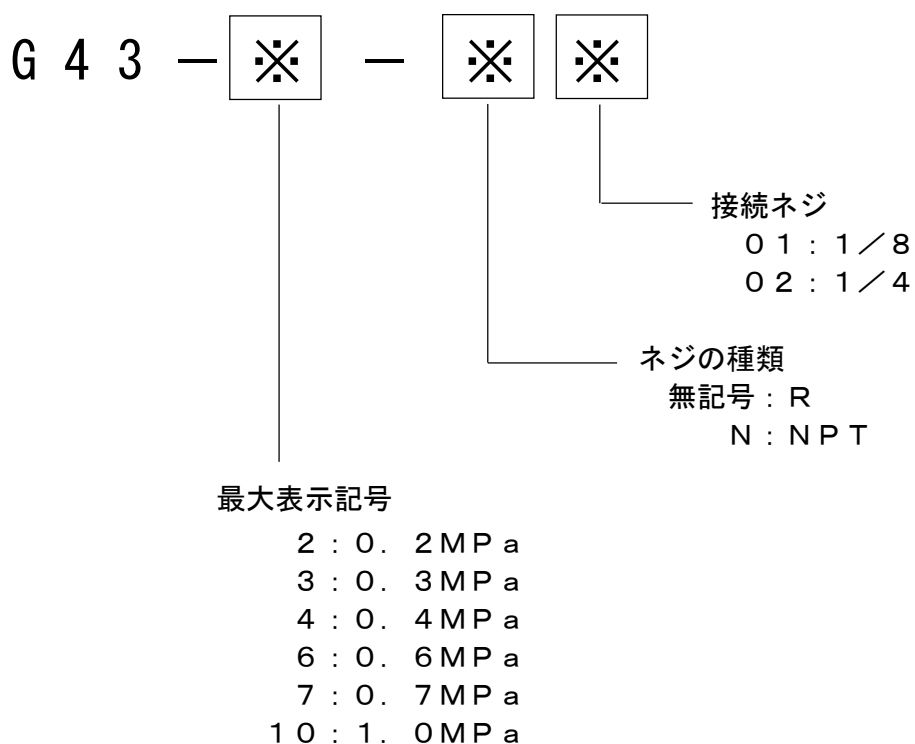 G43－※－※※
接続ネジ
０１：１／８
０２：１／４
ネジの種類
無記号：Ｒ
Ｎ：ＮＰＴ
最大表示記号
２：０．２ＭＰａ
３：０．３ＭＰａ
４：０．４ＭＰａ
６：０．６ＭＰａ
７：０．７ＭＰａ
１０：１．０ＭＰａ